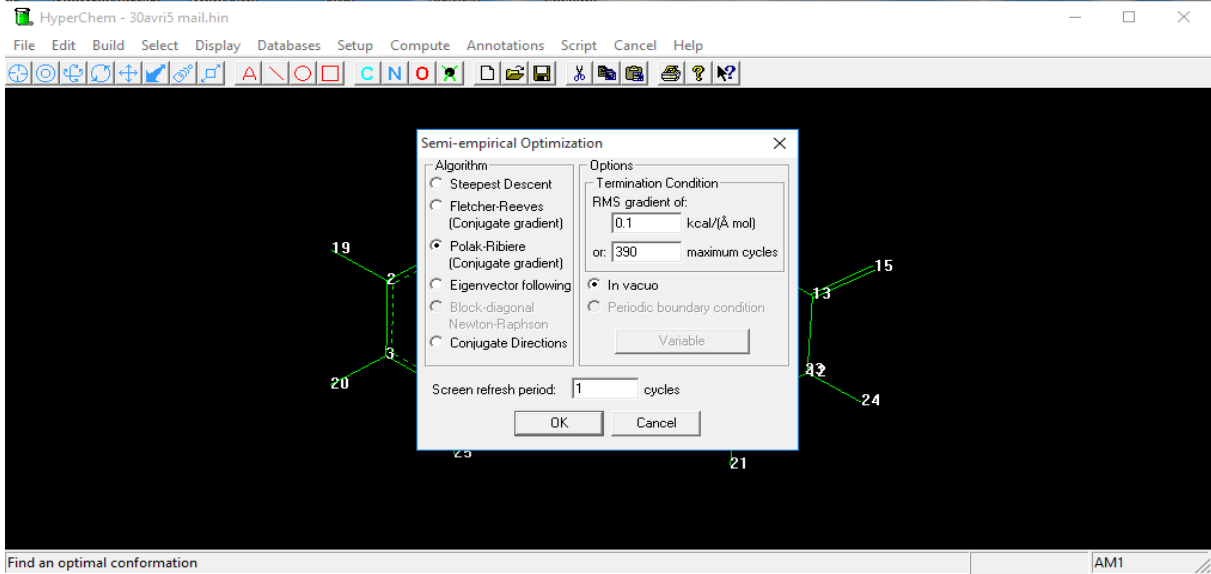 HyperChem - 30avri5 mail.hin
File Edit Build Select Display Databases Setup Compute Annotations Script Cancel Help
A C N O
Semi-empirical Optimization
Algorithm
Steepest Descent
Fletcher-Reeves
(Conjugate gradient)
Polak-Ribiere
(Conjugate gradient)
Eigenvector following
Block-diagonal
Newton-Raphson
Conjugate Directions
Options
Termination Condition
RMS gradient of:
0.1 kcal/(Å mol)
or: 390 maximum cycles
In vacuo
Periodic boundary condition
Variable
Screen refresh period: 1 cycles
OK Cancel
19
2
3
20
25
15
13
12
24
21
Find an optimal conformation
AM1